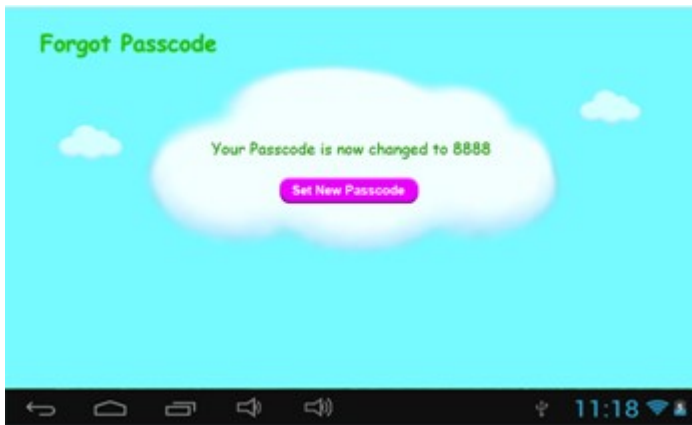 Forgot Passcode
Your Passcode is now changed to 8888
Set New Passcode
11:18